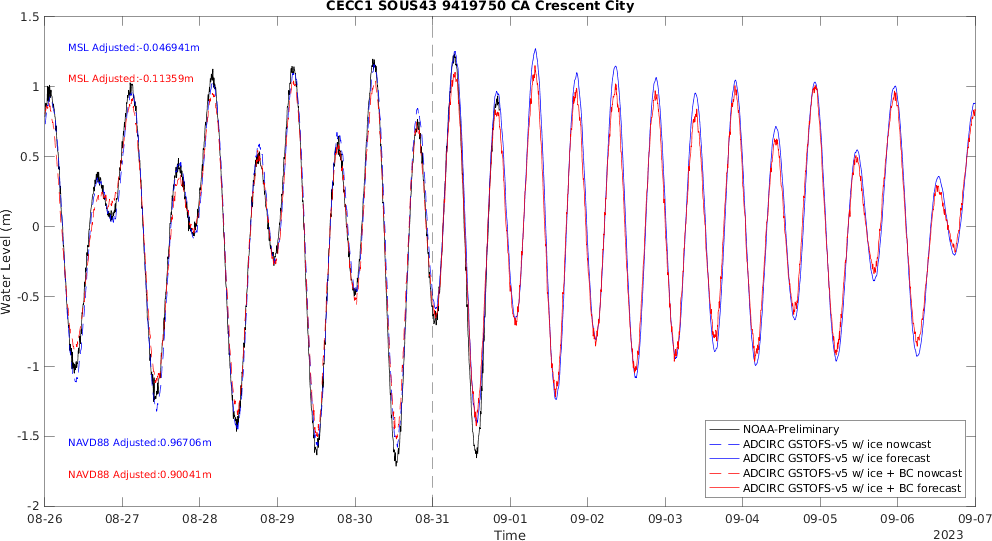 CECC1 SOUS43 9419750 CA Crescent City
1.5
1
0.5
0
-0.5
-1
-1.5
-2
Water Level (m)
MSL Adjusted:-0.046941m
MSL Adjusted:-0.11359m
NAVD88 Adjusted:0.96706m
NAVD88 Adjusted:0.90041m
NOAA-Preliminary
ADCIRC GSTOFS-v5 w/ ice nowcast
ADCIRC GSTOFS-v5 w/ ice forecast
ADCIRC GSTOFS-v5 w/ ice + BC nowcast
ADCIRC GSTOFS-v5 w/ ice + BC forecast
08-26 08-27 08-28 08-29 08-30 08-31 09-01 09-02 09-03 09-04 09-05 09-06 09-07
Time
2023